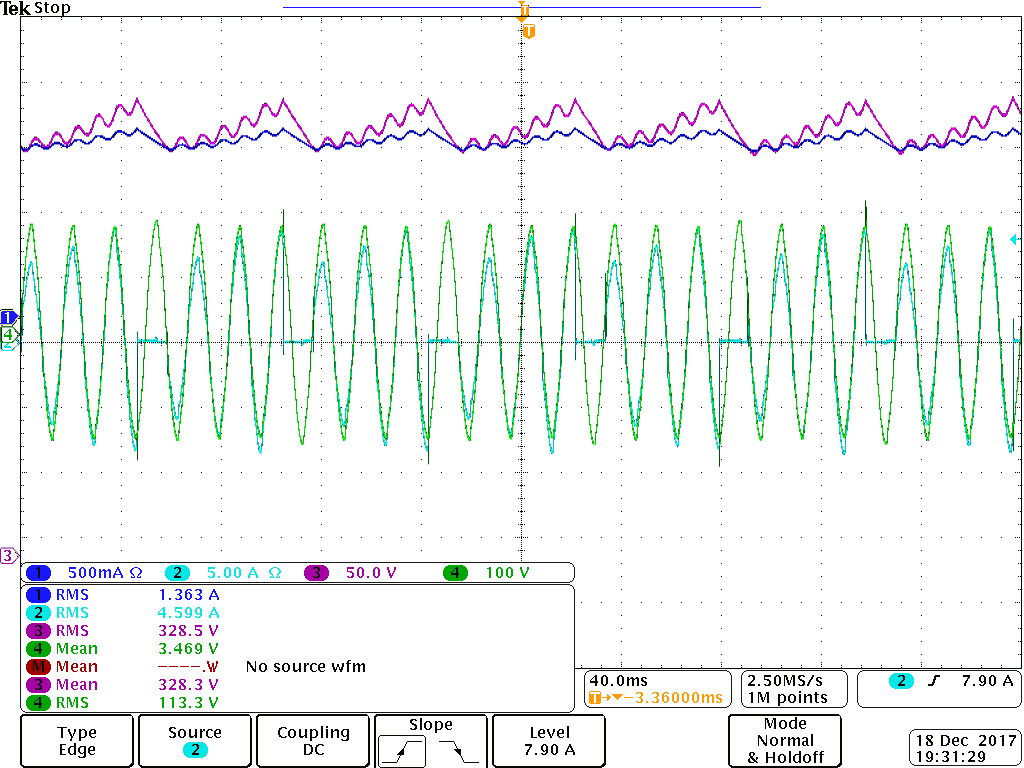 Tek Stop
T
T
1
4
2
3
1 500mA Ω 2 5.00 A Ω 3 50.0 V 4 100 V
1 RMS 1.363 A
2 RMS 4.599 A
3 RMS 328.5 V
4 Mean 3.469 V
M Mean ----.W No source wfm
3 Mean 328.3 V
4 RMS 113.3 V
40.0ms
T→▼−3.36000ms
2.50MS/s
1M points
2 7.90 A
Type
Edge
Source
2
Coupling
DC
Slope
Level
7.90 A
Mode
Normal
& Holdoff
18 Dec 2017
19:31:29